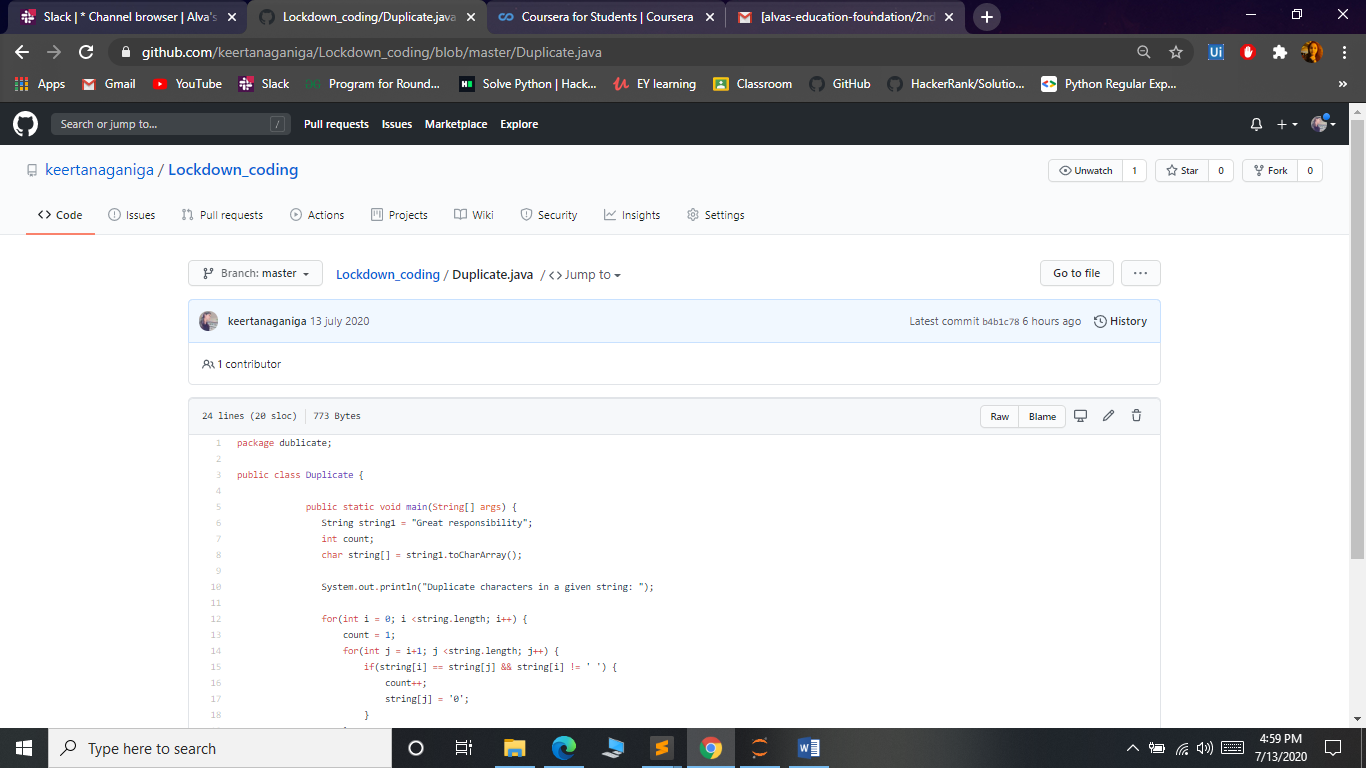 Slack | * Channel browser | Alva's
Lockdown_coding/Duplicate.java
Coursera for Students | Coursera
[alvas-education-foundation/2nd
github.com/keertanaganiga/Lockdown_coding/blob/master/Duplicate.java
Apps Gmail YouTube Slack Program for Round... Solve Python | Hack... EY learning Classroom GitHub HackerRank/Solutio... Python Regular Exp... »
Search or jump to... / Pull requests Issues Marketplace Explore
keertanaganiga / Lockdown_coding
Unwatch 1 Star 0 Fork 0
Code Issues Pull requests Actions Projects Wiki Security Insights Settings
Branch: master Lockdown_coding / Duplicate.java / <> Jump to Go to file ...
keertanaganiga 13 july 2020 Latest commit b4b1c78 6 hours ago History
1 contributor
24 lines (20 sloc) 773 Bytes Raw Blame
1 package dublicate;
2
3 public class Duplicate {
4
5 public static void main(String[] args) {
6 String string1 = "Great responsibility";
7 int count;
8 char string[] = string1.toCharArray();
9
10 System.out.println("Duplicate characters in a given string: ");
11
12 for(int i = 0; i <string.length; i++) {
13 count = 1;
14 for(int j = i+1; j <string.length; j++) {
15 if(string[i] == string[j] && string[i] != ' ') {
16 count++;
17 string[j] = '0';
18 }
Type here to search
4:59 PM
7/13/2020